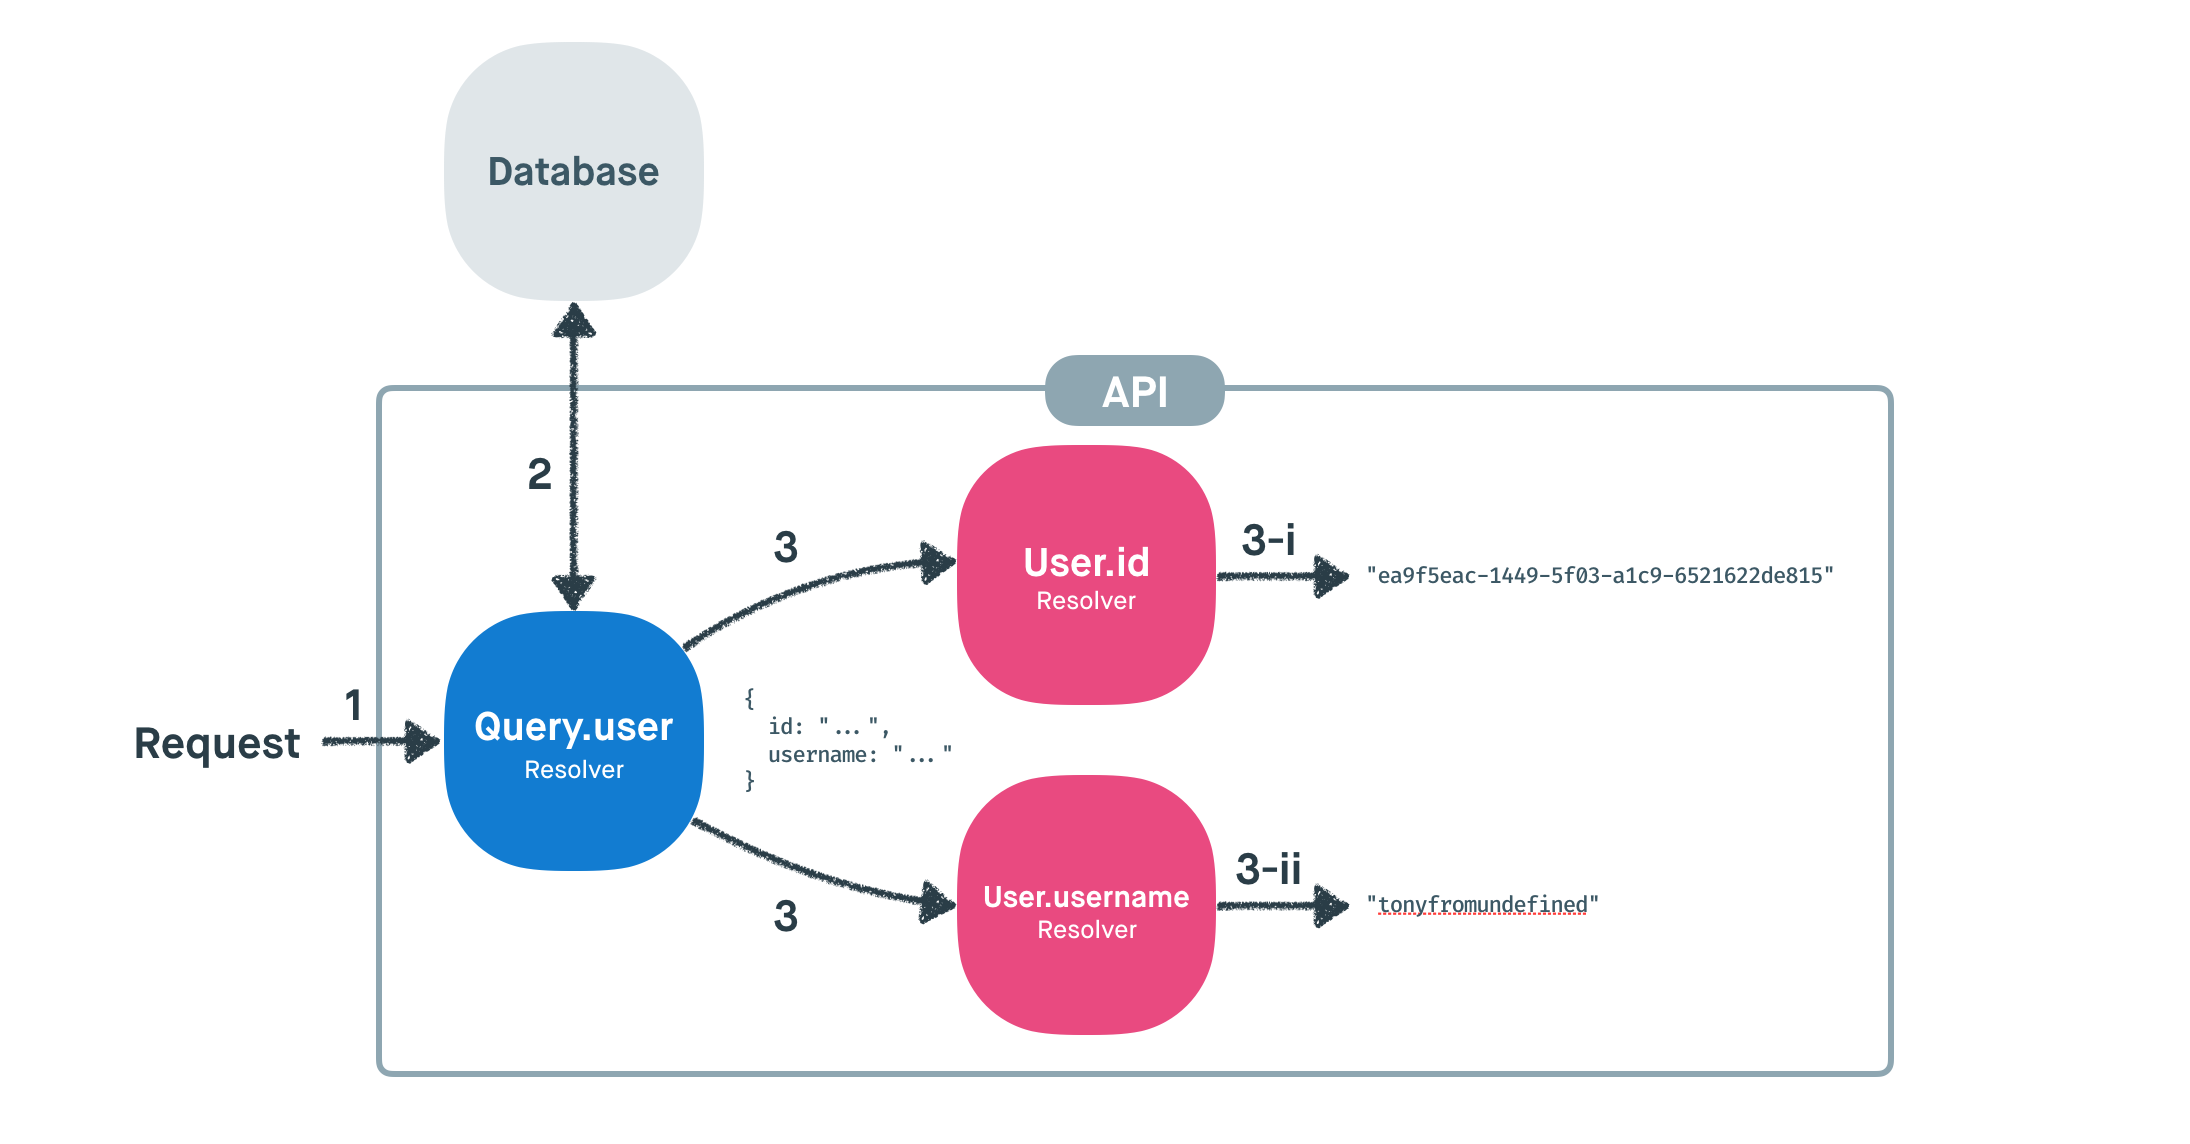 Database
API
2
3
User.id
Resolver
3-i
"ea9f5eac-1449-5f03-a1c9-6521622de815"
1
Request
Query.user
Resolver
{
id: "...",
username: "..."
}
3
User.username
Resolver
3-ii
"tonyfromundefined"